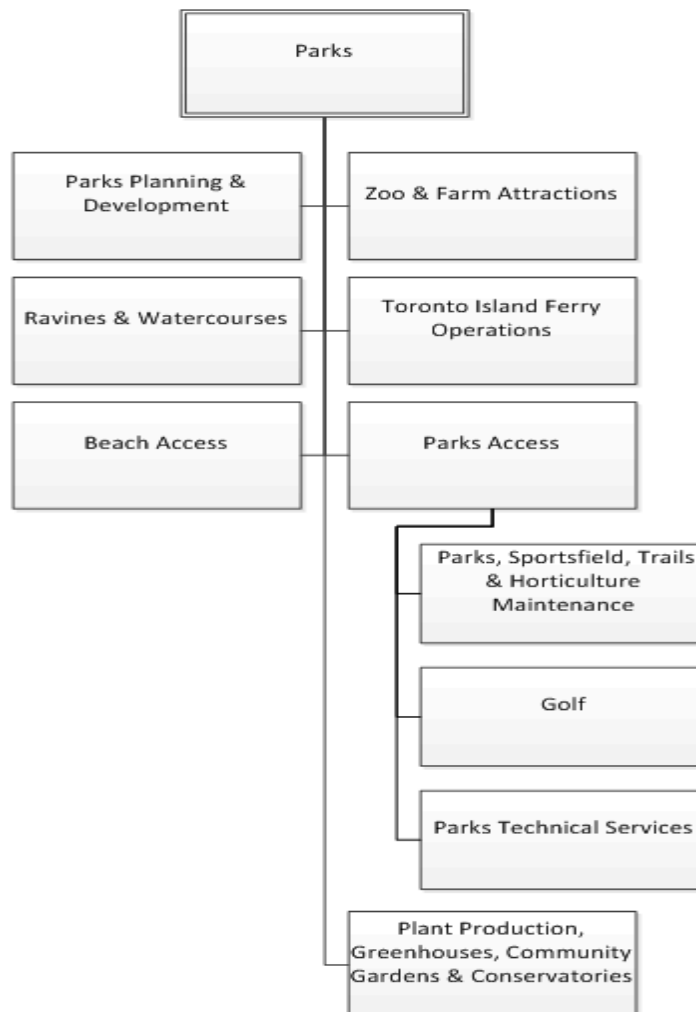 Parks
Parks Planning &
Development
Zoo & Farm Attractions
Ravines & Watercourses
Toronto Island Ferry
Operations
Beach Access
Parks Access
Parks, Sportsfield, Trails
& Horticulture
Maintenance
Golf
Parks Technical Services
Plant Production,
Greenhouses, Community
Gardens & Conservatories